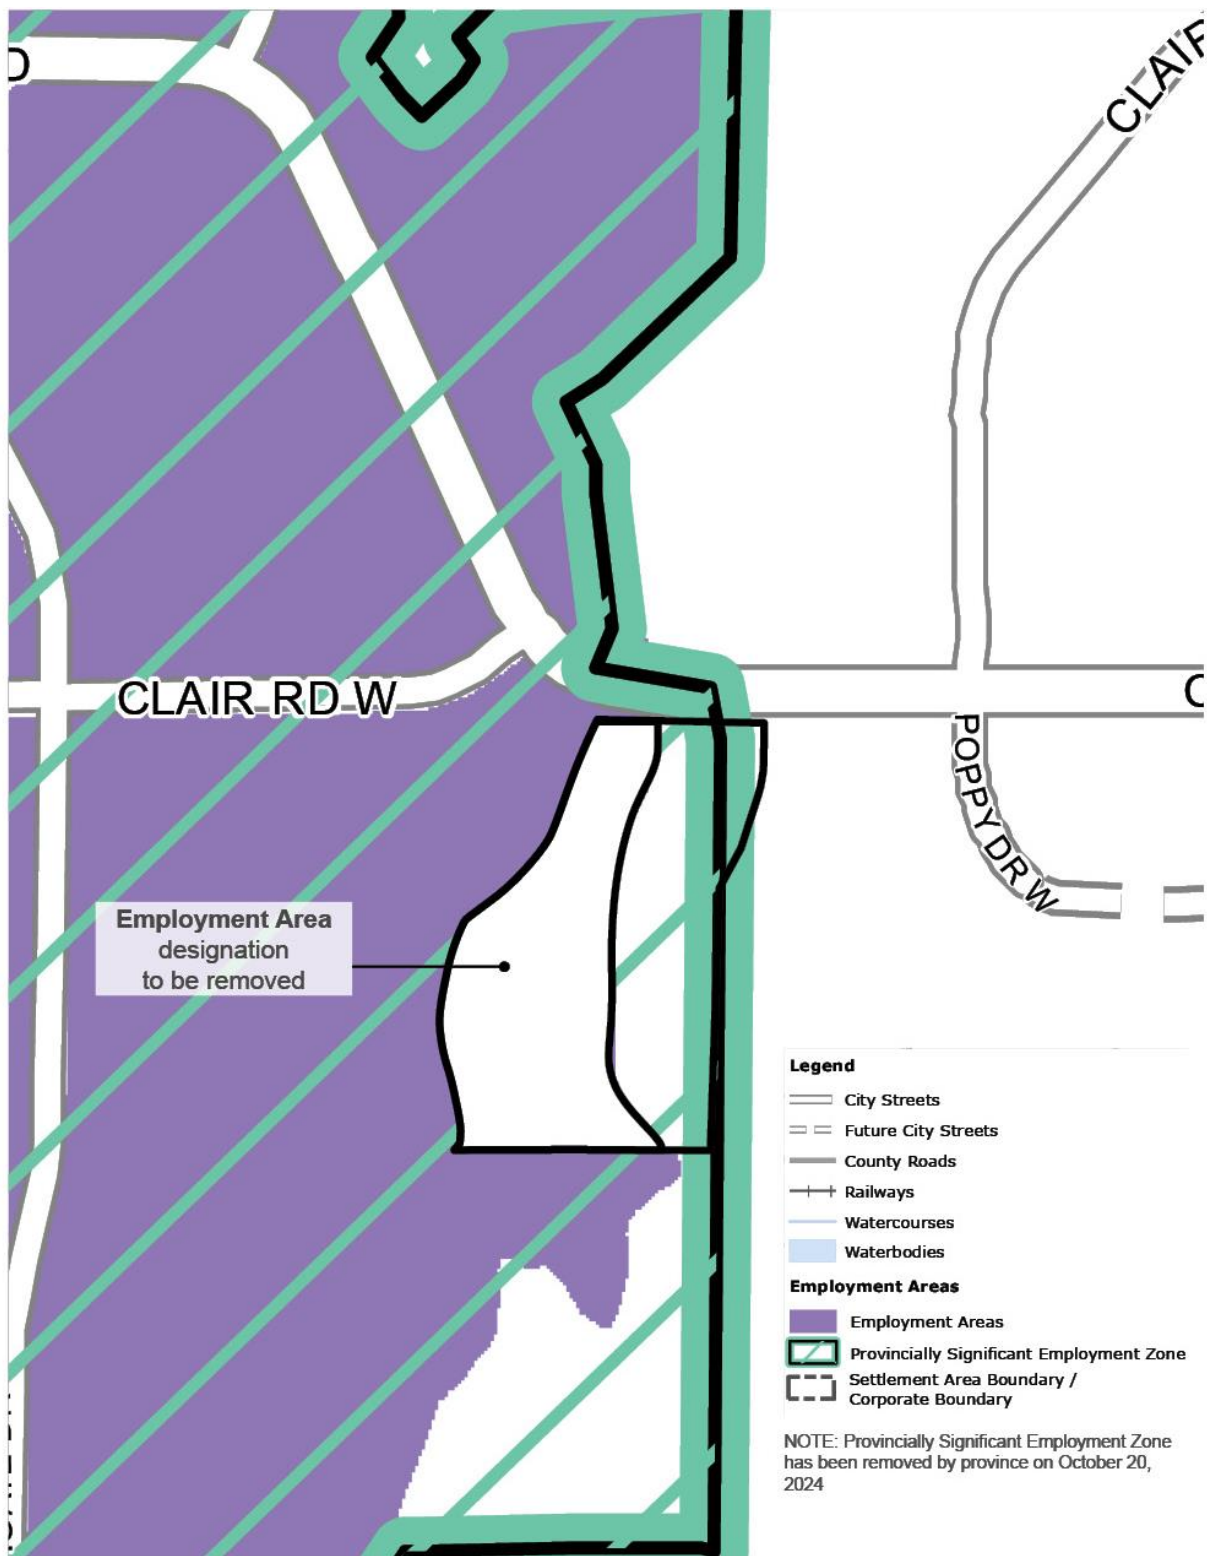 D
CLAIR
CLAIR RD W
C
POPPY DR W
Employment Area
designation
to be removed
Legend
City Streets
Future City Streets
County Roads
Railways
Watercourses
Waterbodies
Employment Areas
Employment Areas
Provincially Significant Employment Zone
Settlement Area Boundary /
Corporate Boundary
NOTE: Provincially Significant Employment Zone
has been removed by province on October 20,
2024